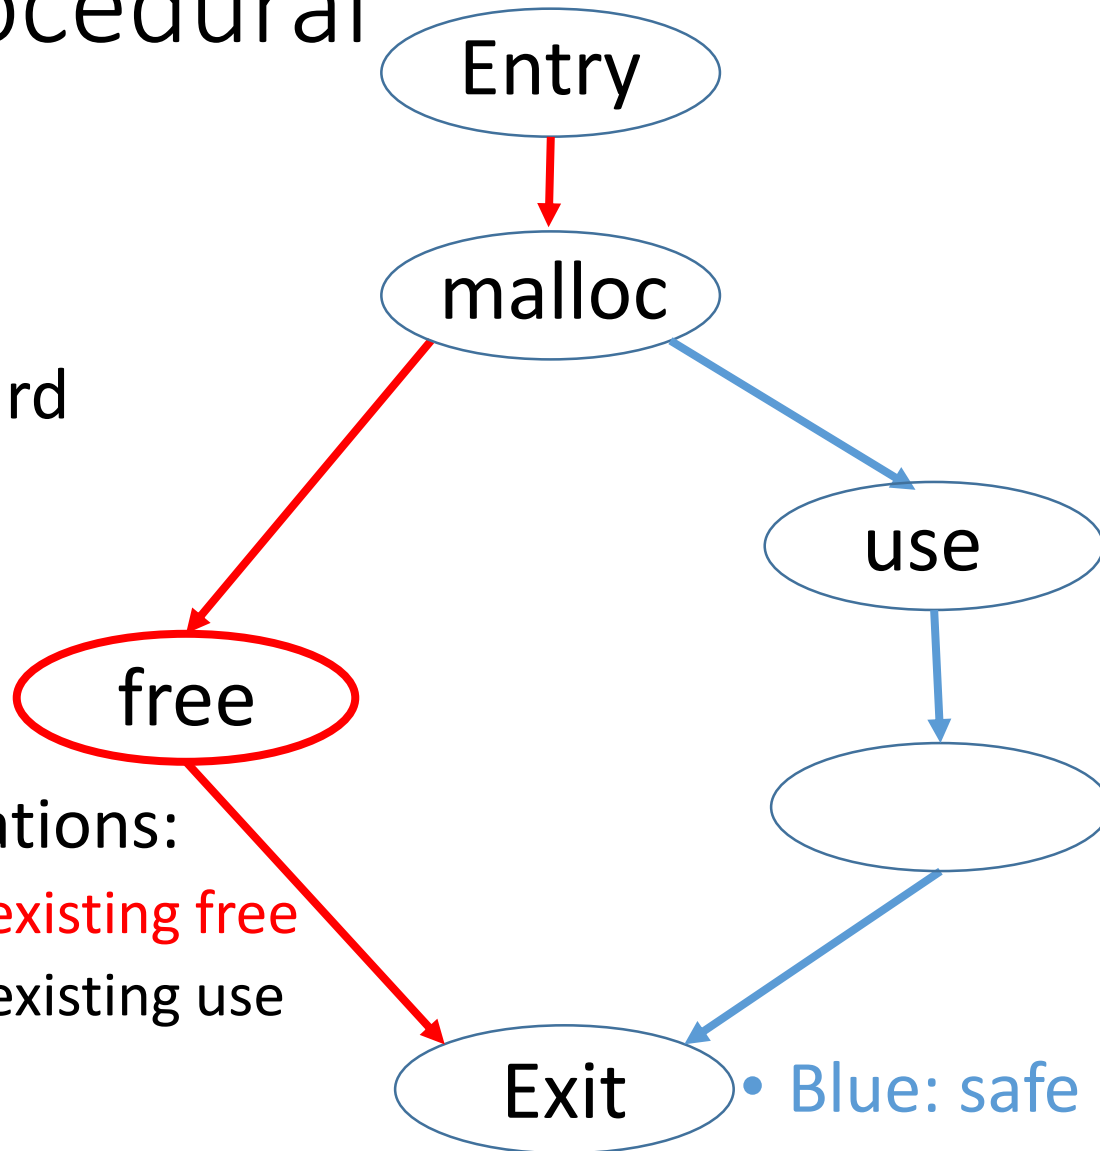 ocedural
Entry
malloc
rd
use
free
ations:
existing free
existing use
Exit
• Blue: safe